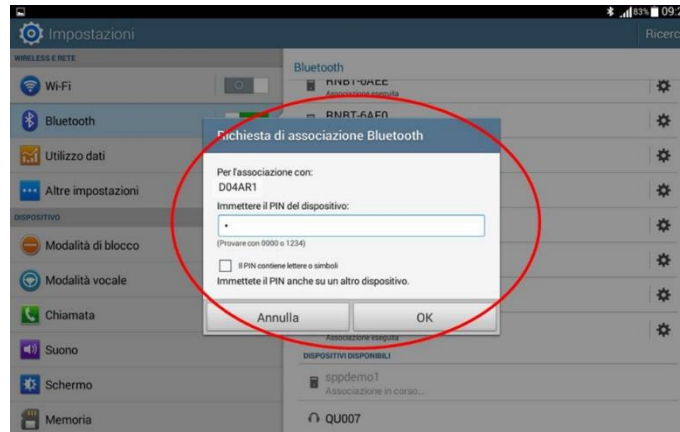 83% 09:2
Impostazioni
Ricerc
WIRELESS E RETE
Bluetooth
RNBT-6AEE
Associazione eseguita
Wi-Fi
Bluetooth
RNBT-6AF0
Richiesta di associazione Bluetooth
Per l'associazione con:
D04AR1
Immettere il PIN del dispositivo:
(Provare con 0000 o 1234)
Il PIN contiene lettere o simboli
Immettete il PIN anche su un altro dispositivo.
Annulla
OK
Utilizzo dati
Altre impostazioni
DISPOSITIVO
Modalità di blocco
Modalità vocale
Chiamata
Suono
Schermo
Memoria
Associazione eseguita
DISPOSITIVI DISPONIBILI
sppdemo1
Associazione in corso...
QU007